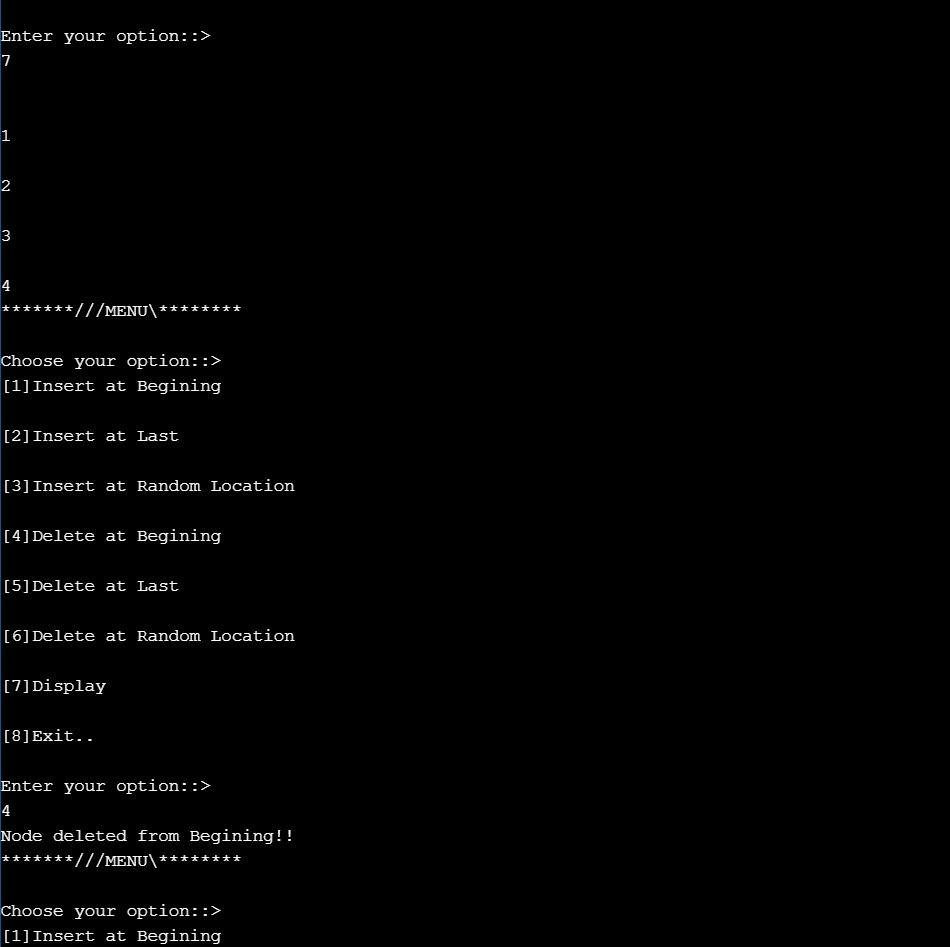 Enter your option::>
7
1
2
3
4
*******///MENU\********
Choose your option::>
[1]Insert at Begining
[2]Insert at Last
[3]Insert at Random Location
[4]Delete at Begining
[5]Delete at Last
[6]Delete at Random Location
[7]Display
[8]Exit..
Enter your option::>
4
Node deleted from Begining!!
*******///MENU\********
Choose your option::>
[1]Insert at Begining